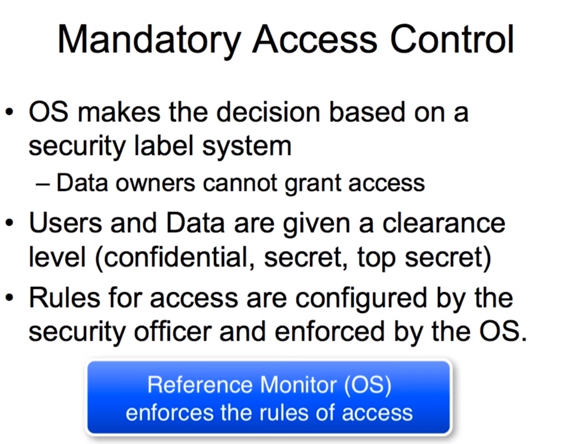 Mandatory Access Control
• OS makes the decision based on a
security label system
– Data owners cannot grant access
• Users and Data are given a clearance
level (confidential, secret, top secret)
• Rules for access are configured by the
security officer and enforced by the OS.
Reference Monitor (OS)
enforces the rules of access